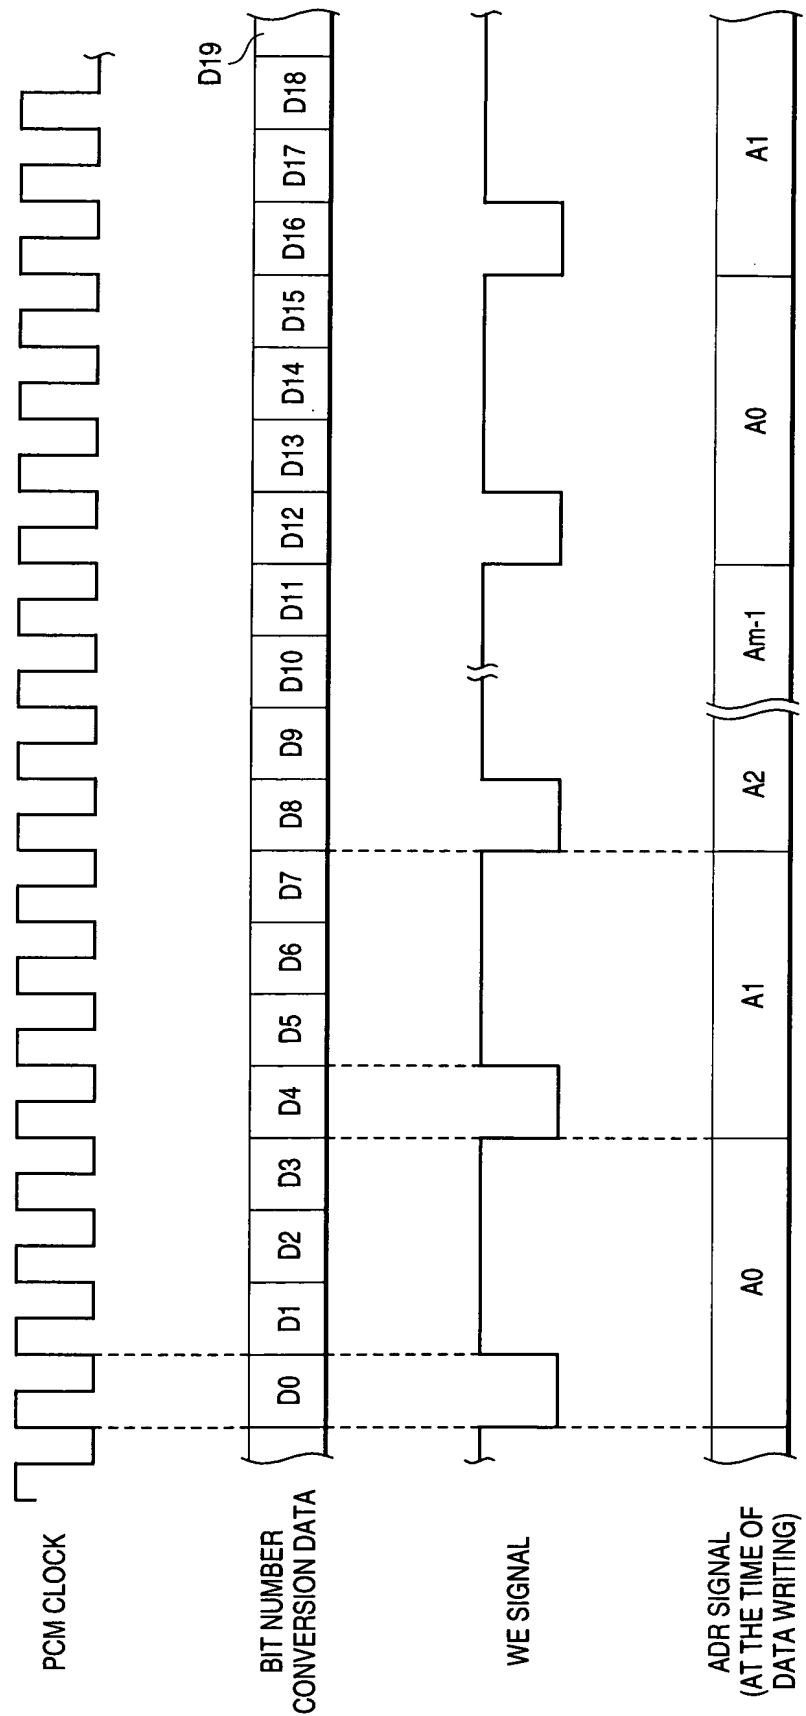 PCM CLOCK
BIT NUMBER
CONVERSION DATA
D0 D1 D2 D3 D4 D5 D6 D7 D8 D9 D10 D11 D12 D13 D14 D15 D16 D17 D18 D19
WE SIGNAL
ADR SIGNAL
(AT THE TIME OF
DATA WRITING)
A0 A1 A2 Am-1 A0 A1